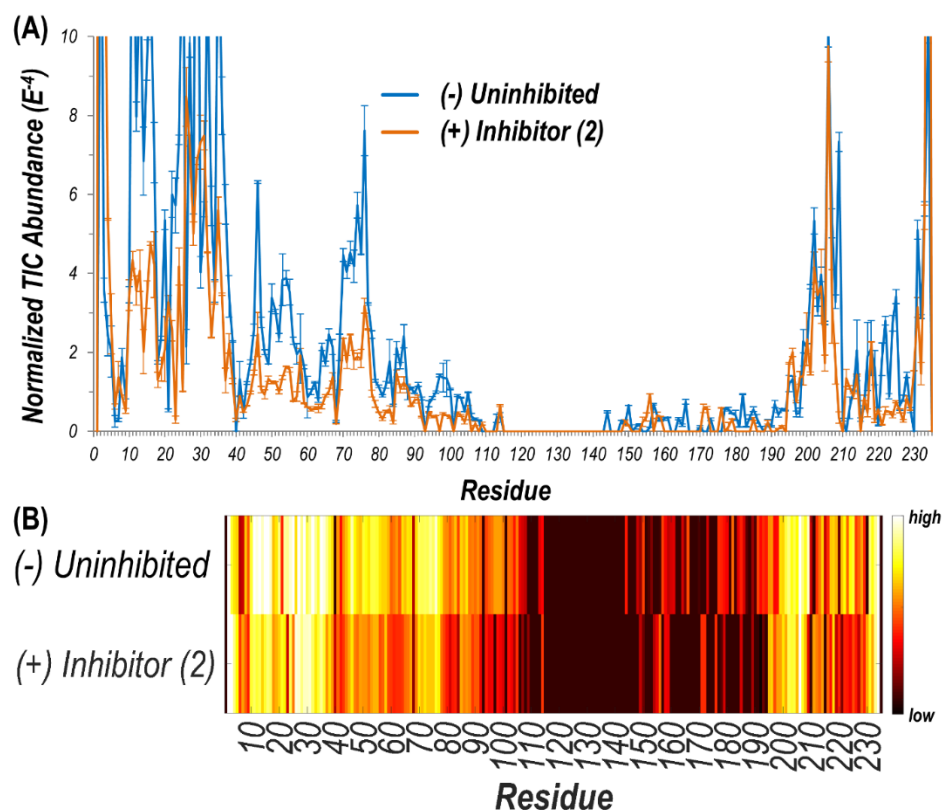 (A)
Normalized TIC Abundance (E-4)
10
8
6
4
2
0
(-) Uninhibited
(+) Inhibitor (2)
0 10 20 30 40 50 60 70 80 90 100 110 120 130 140 150 160 170 180 190 200 210 220 230
Residue
(B)
(-) Uninhibited
(+) Inhibitor (2)
high
low
10 20 30 40 50 60 70 80 90 100 110 120 130 140 150 160 170 180 190 200 210 220 230
Residue